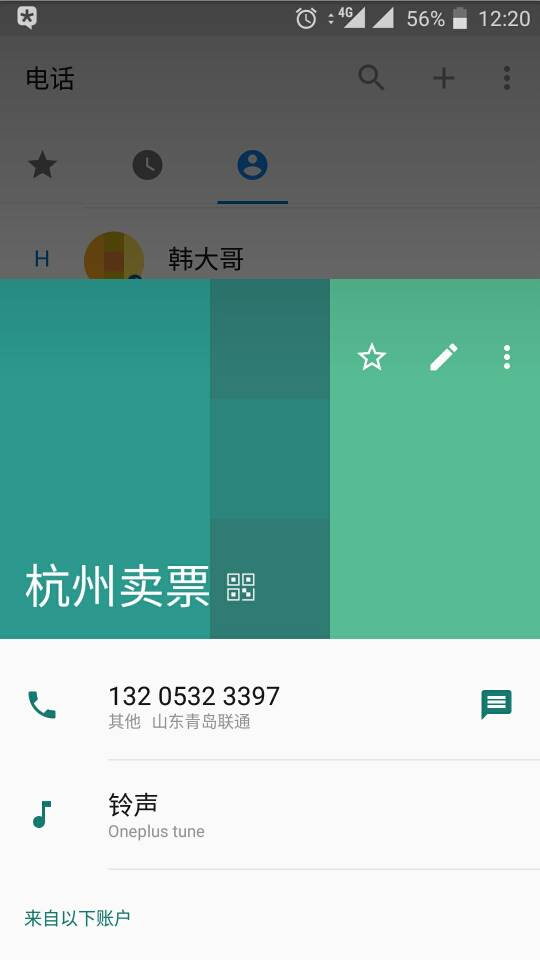 4G 56% 12:20
电话
H 韩大哥
杭州卖票
132 0532 3397
其他 山东青岛联通
铃声
Oneplus tune
来自以下账户